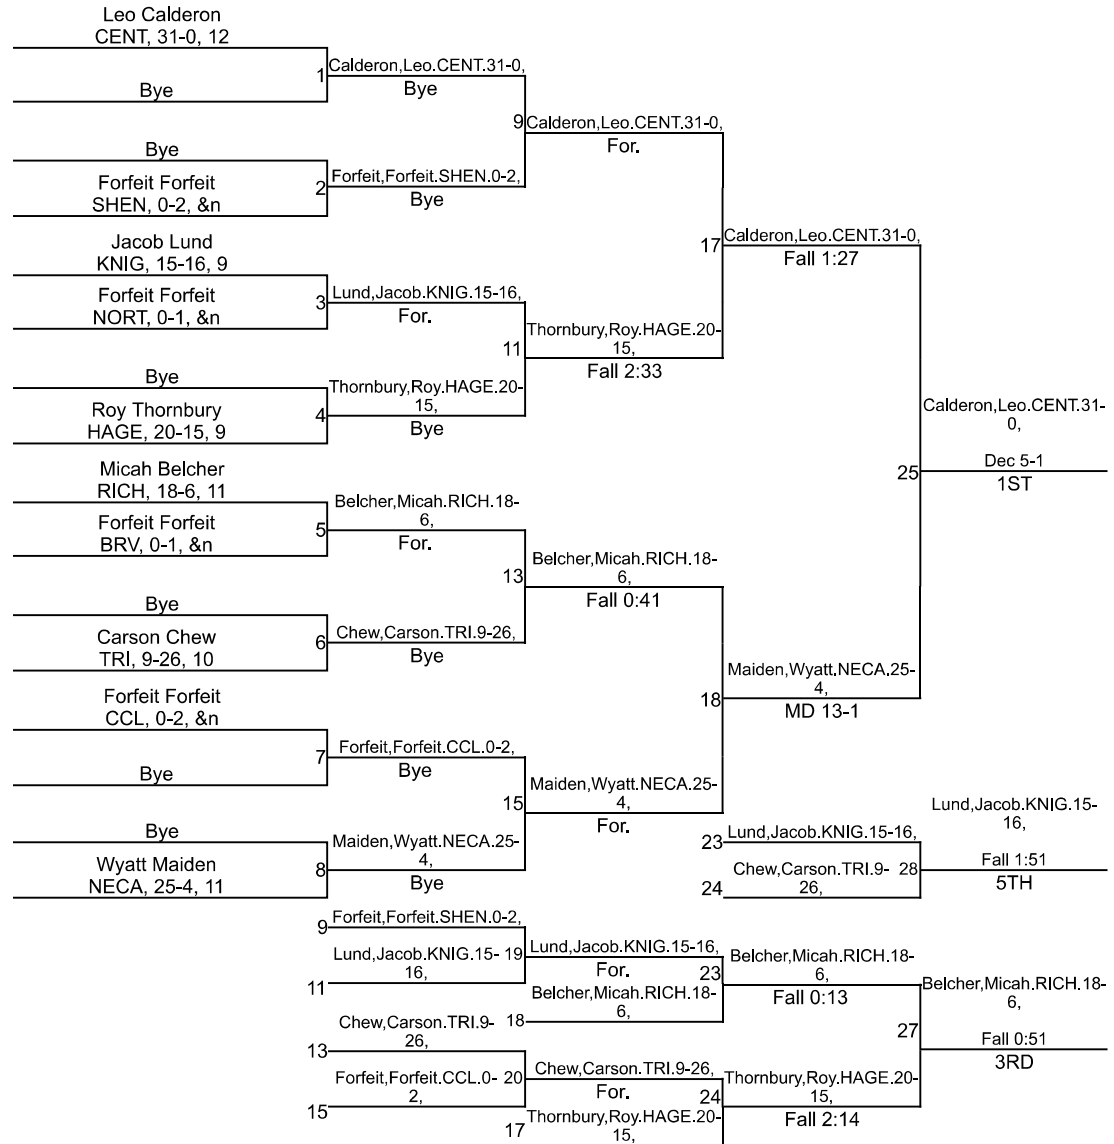 Leo Calderon
CENT, 31-0, 12
1
Calderon,Leo.CENT.31-0,
Bye
Bye
9
Calderon,Leo.CENT.31-0,
For.
Bye
Forfeit Forfeit
SHEN, 0-2, &n
2
Forfeit,Forfeit.SHEN.0-2,
Bye
17
Calderon,Leo.CENT.31-0,
Fall 1:27
Jacob Lund
KNIG, 15-16, 9
Forfeit Forfeit
NORT, 0-1, &n
3
Lund,Jacob.KNIG.15-16,
For.
11
Thornbury,Roy.HAGE.20-
15,
Fall 2:33
Bye
Roy Thornbury
HAGE, 20-15, 9
4
Thornbury,Roy.HAGE.20-
15,
Bye
25
Calderon,Leo.CENT.31-
0,
Dec 5-1
1ST
Micah Belcher
RICH, 18-6, 11
Forfeit Forfeit
BRV, 0-1, &n
5
Belcher,Micah.RICH.18-
6,
For.
13
Belcher,Micah.RICH.18-
6,
Fall 0:41
Bye
Carson Chew
TRI, 9-26, 10
6
Chew,Carson.TRI.9-26,
Bye
18
Maiden,Wyatt.NECA.25-
4,
MD 13-1
Forfeit Forfeit
CCL, 0-2, &n
Bye
7
Forfeit,Forfeit.CCL.0-2,
Bye
15
Maiden,Wyatt.NECA.25-
4,
For.
Bye
Wyatt Maiden
NECA, 25-4, 11
8
Maiden,Wyatt.NECA.25-
4,
Bye
23
Lund,Jacob.KNIG.15-16,
24
Chew,Carson.TRI.9-
26,
28
Lund,Jacob.KNIG.15-
16,
Fall 1:51
5TH
9
Forfeit,Forfeit.SHEN.0-2,
11
Lund,Jacob.KNIG.15-
16,
19
Lund,Jacob.KNIG.15-16,
For.
18
Belcher,Micah.RICH.18-
6,
23
Belcher,Micah.RICH.18-
6,
Fall 0:13
13
Chew,Carson.TRI.9-
26,
15
Forfeit,Forfeit.CCL.0-
2,
20
Chew,Carson.TRI.9-26,
For.
17
Thornbury,Roy.HAGE.20-
15,
24
Thornbury,Roy.HAGE.20-
15,
Fall 2:14
27
Belcher,Micah.RICH.18-
6,
Fall 0:51
3RD